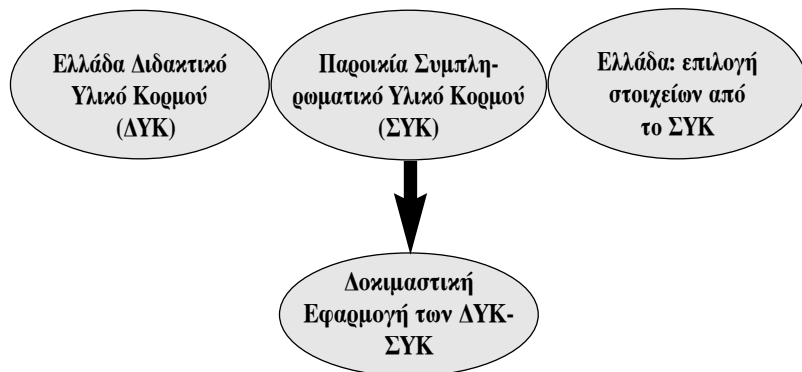 Ελλάδα Διδακτικό
Υλικό Κορμού
(ΔΥΚ)
Παροικία Συμπλη-
ρωματικό Υλικό Κορμού
(ΣΥΚ)
Ελλάδα: επιλογή
στοιχείων από
το ΣΥΚ
Δοκιμαστική
Εφαρμογή των ΔΥΚ-
ΣΥΚ